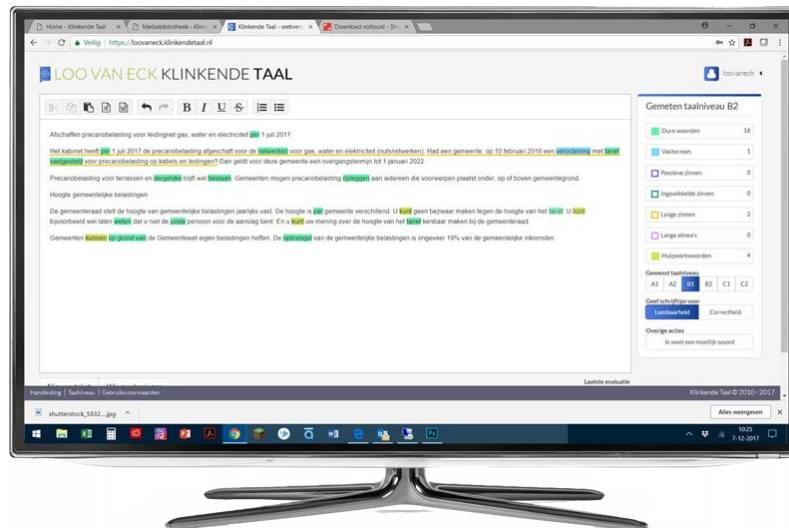 Home - Klinkende Taal
Mediabibliotheek - Klin
Klinkende Taal - webver
Download voltooid - Sh
Veilig | https://loovaneck.klinkendetaal.nl
LOO VAN ECK KLINKENDE TAAL
loovaneck
B I U S
Afschaffen precariobelasting voor leidingnet gas, water en electriciteit per 1 juli 2017
Het kabinet heeft per 1 juli 2017 de precariobelasting afgeschaft voor de netwerken voor gas, water en elektriciteit (nutsnetwerken). Had een gemeente op 10 februari 2016 een verordening met tarief
vastgesteld voor precariobelasting op kabels en leidingen? Dan geldt voor deze gemeente een overgangstermijn tot 1 januari 2022.
Precariobelasting voor terrassen en dergelijke blijft wel bestaan. Gemeenten mogen precariobelasting opleggen aan iedereen die voorwerpen plaatst onder, op of boven gemeentegrond.
Hoogte gemeentelijke belastingen
De gemeenteraad stelt de hoogte van gemeentelijke belastingen jaarlijks vast. De hoogte is per gemeente verschillend. U kunt geen bezwaar maken tegen de hoogte van het tarief. U kunt
bijvoorbeeld wel laten weten dat u niet de juiste persoon voor de aanslag bent. En u kunt uw mening over de hoogte van het tarief kenbaar maken bij de gemeenteraad.
Gemeenten kunnen op grond van de Gemeentewet eigen belastingen heffen. De opbrengst van de gemeentelijke belastingen is ongeveer 19% van de gemeentelijke inkomsten.
Gemeten taalniveau B2
Dure woorden 16
Vaktermen 1
Passieve zinnen 0
Ingewikkelde zinnen 0
Lange zinnen 2
Lange alinea's 0
Hulpwerkwoorden 4
Gewenst taalniveau
A1 A2 B1 B2 C1 C2
Geef schrijftips voor
Leesbaarheid Correctheid
Overige acties
Ik weet een moeilijk woord
Laatste evaluatie
Handleiding | Taalniveau | Gebruiksvoorwaarden
Klinkende Taal © 2010 - 2017
shutterstock_5832....jpg
Alles weergeven
10:25
7-12-2017